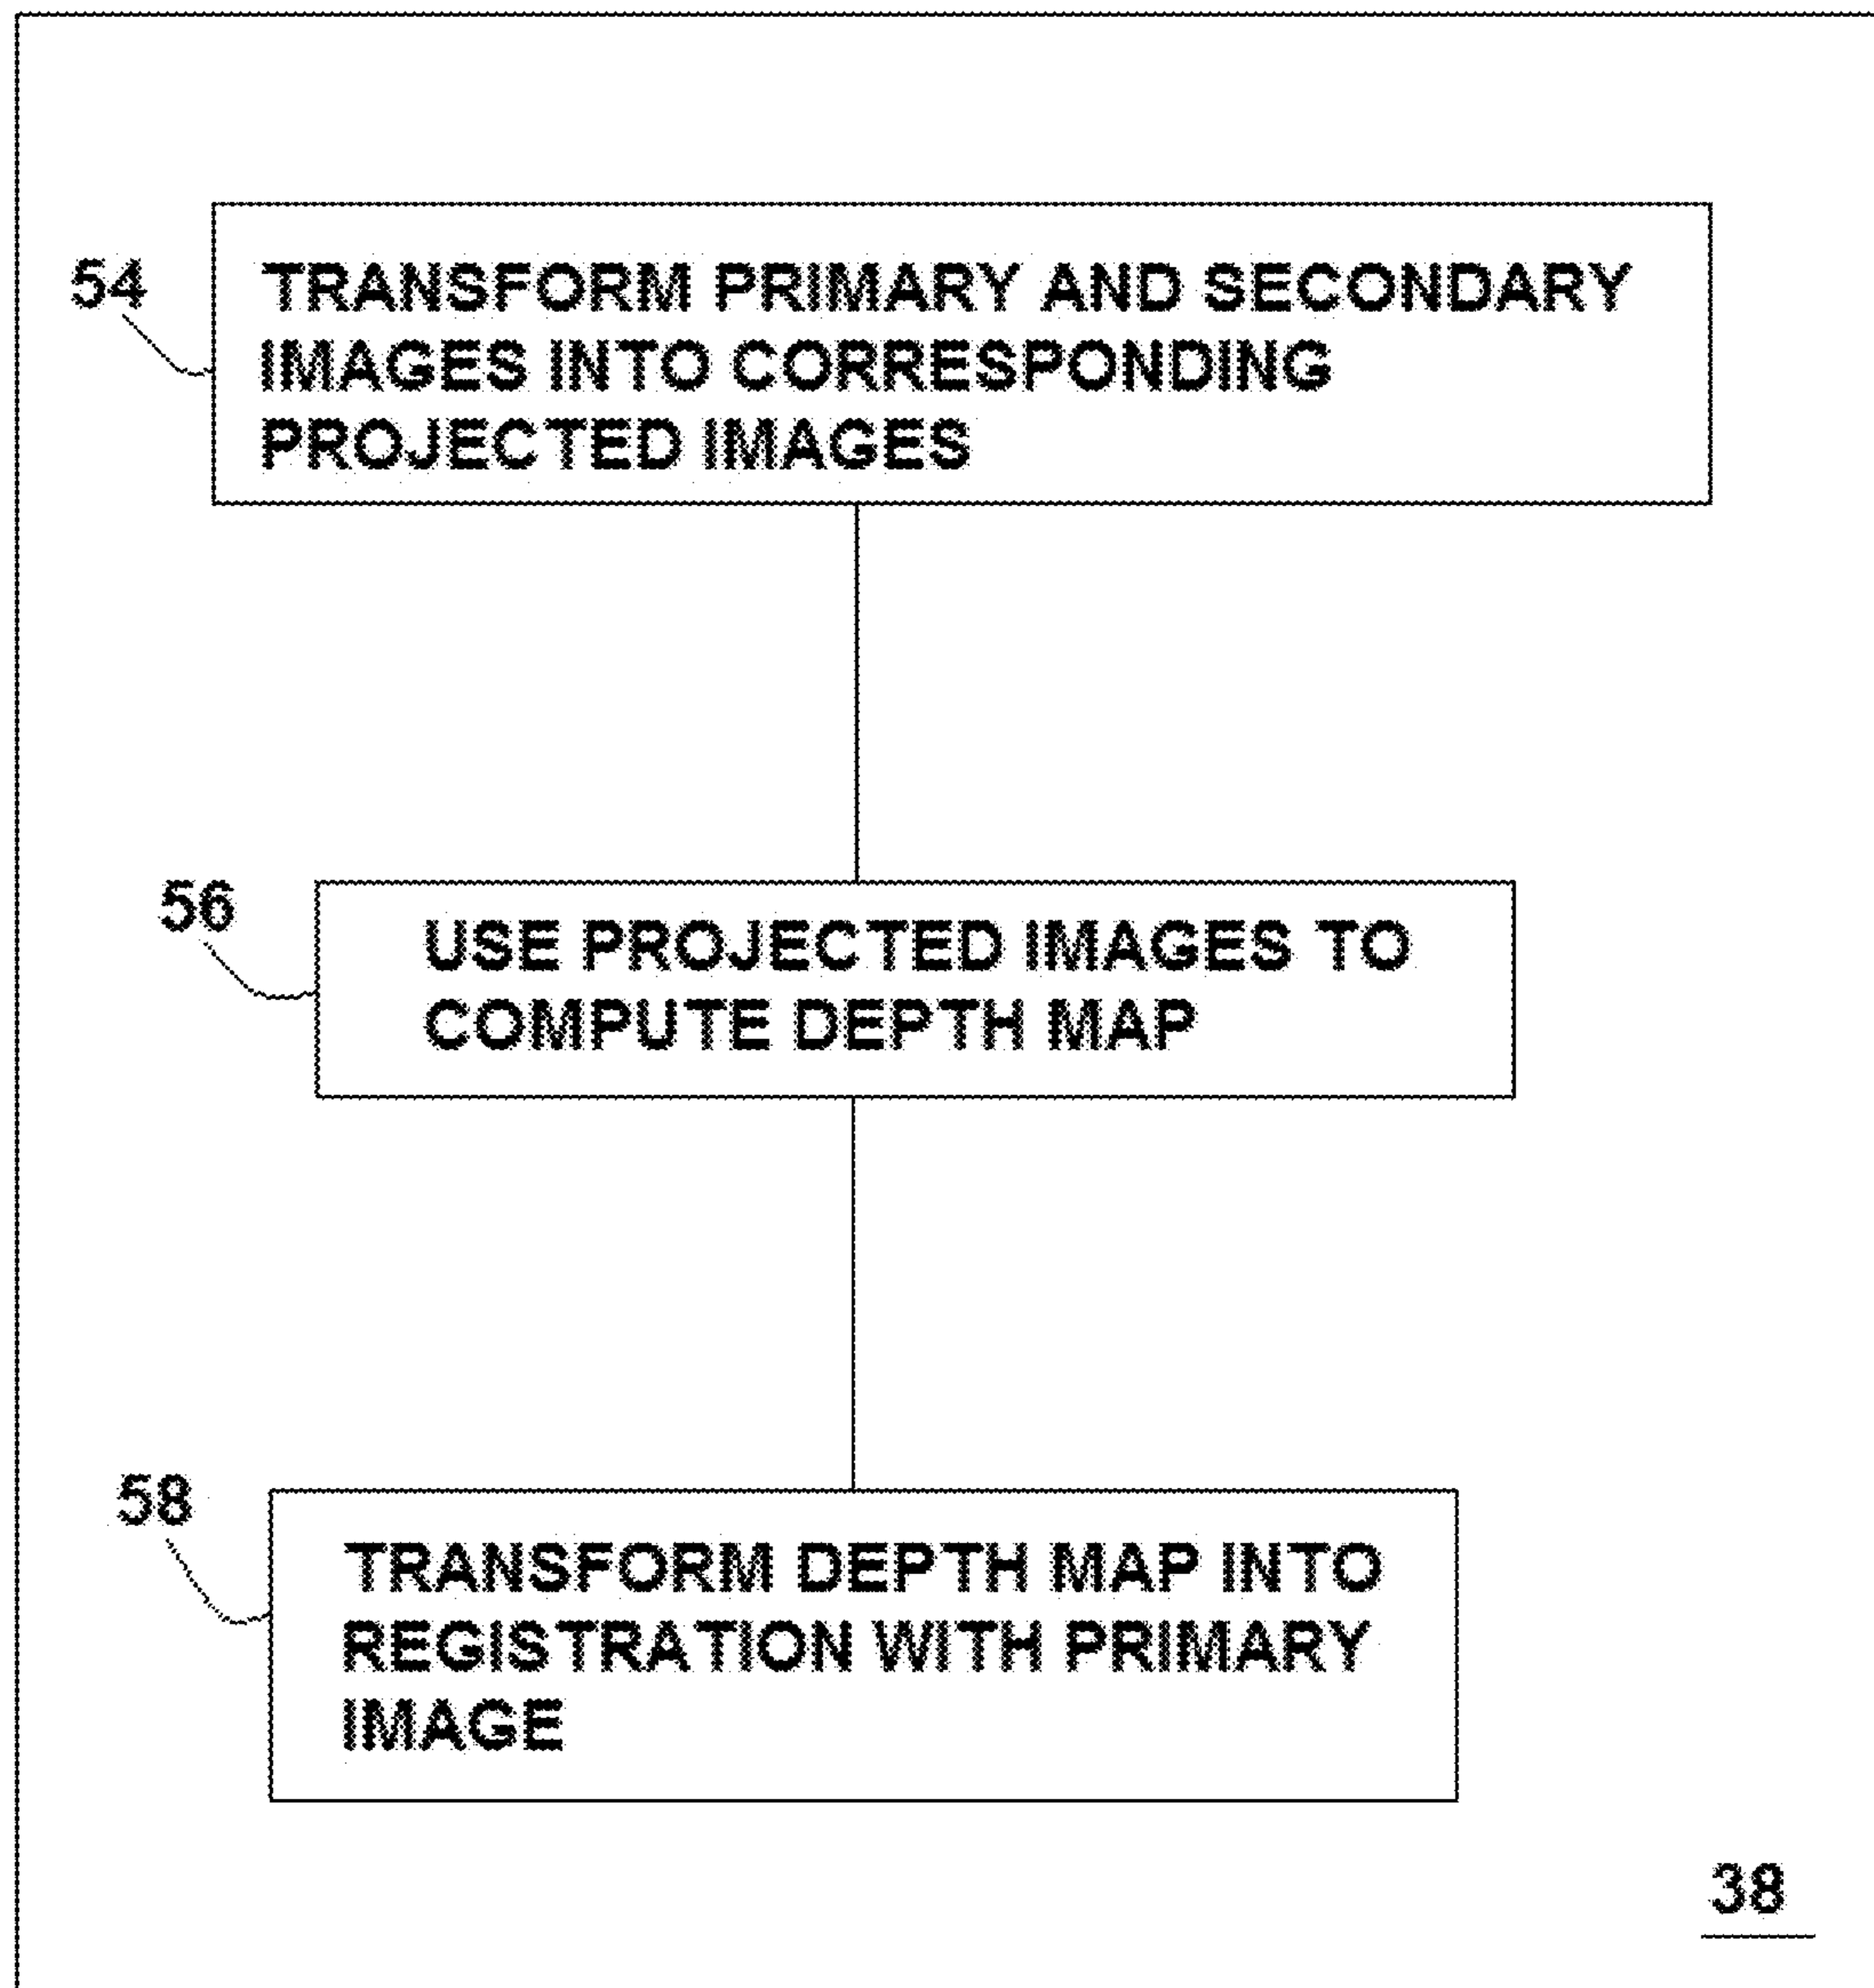 54
TRANSFORM PRIMARY AND SECONDARY
IMAGES INTO CORRESPONDING
PROJECTED IMAGES
56
USE PROJECTED IMAGES TO
COMPUTE DEPTH MAP
58
TRANSFORM DEPTH MAP INTO
REGISTRATION WITH PRIMARY
IMAGE
38